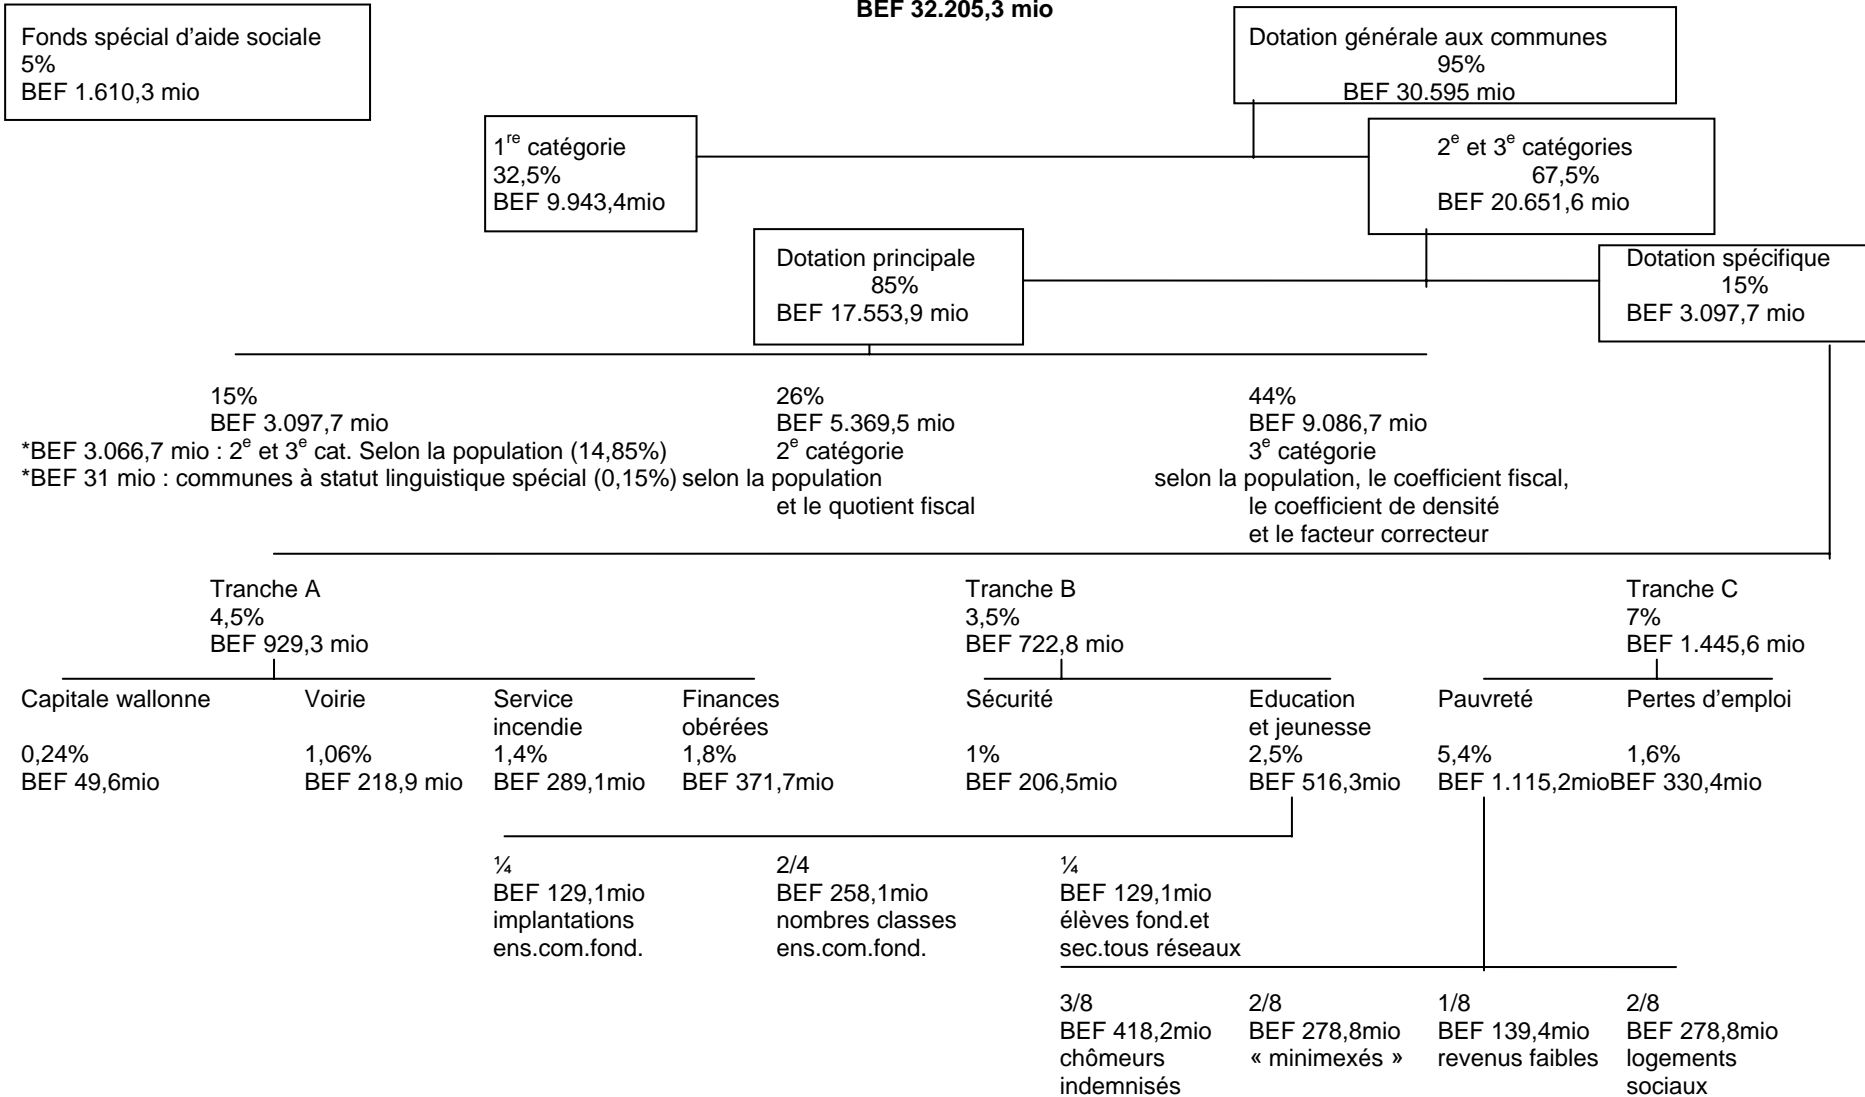 BEF 32.205,3 mio
Fonds spécial d'aide sociale
5%
BEF 1.610,3 mio
Dotation générale aux communes
95%
BEF 30.595 mio
1re catégorie
32,5%
BEF 9.943,4mio
2e et 3e catégories
67,5%
BEF 20.651,6 mio
Dotation principale
85%
BEF 17.553,9 mio
Dotation spécifique
15%
BEF 3.097,7 mio
15%
BEF 3.097,7 mio
*BEF 3.066,7 mio : 2e et 3e cat. Selon la population (14,85%)
*BEF 31 mio : communes à statut linguistique spécial (0,15%)
26%
BEF 5.369,5 mio
2e catégorie
selon la population
et le quotient fiscal
44%
BEF 9.086,7 mio
3e catégorie
selon la population, le coefficient fiscal,
le coefficient de densité
et le facteur correcteur
Tranche A
4,5%
BEF 929,3 mio
Tranche B
3,5%
BEF 722,8 mio
Tranche C
7%
BEF 1.445,6 mio
Capitale wallonne
0,24%
BEF 49,6mio
Voirie
1,06%
BEF 218,9 mio
Service
incendie
1,4%
BEF 289,1mio
Finances
obérées
1,8%
BEF 371,7mio
Sécurité
1%
BEF 206,5mio
Education
et jeunesse
2,5%
BEF 516,3mio
Pauvreté
5,4%
BEF 1.115,2mio
Pertes d'emploi
1,6%
BEF 330,4mio
¼
BEF 129,1mio
implantations
ens.com.fond.
2/4
BEF 258,1mio
nombres classes
ens.com.fond.
¼
BEF 129,1mio
élèves fond.et
sec.tous réseaux
3/8
BEF 418,2mio
chômeurs
indemnisés
2/8
BEF 278,8mio
« minimexés »
1/8
BEF 139,4mio
revenus faibles
2/8
BEF 278,8mio
logements
sociaux